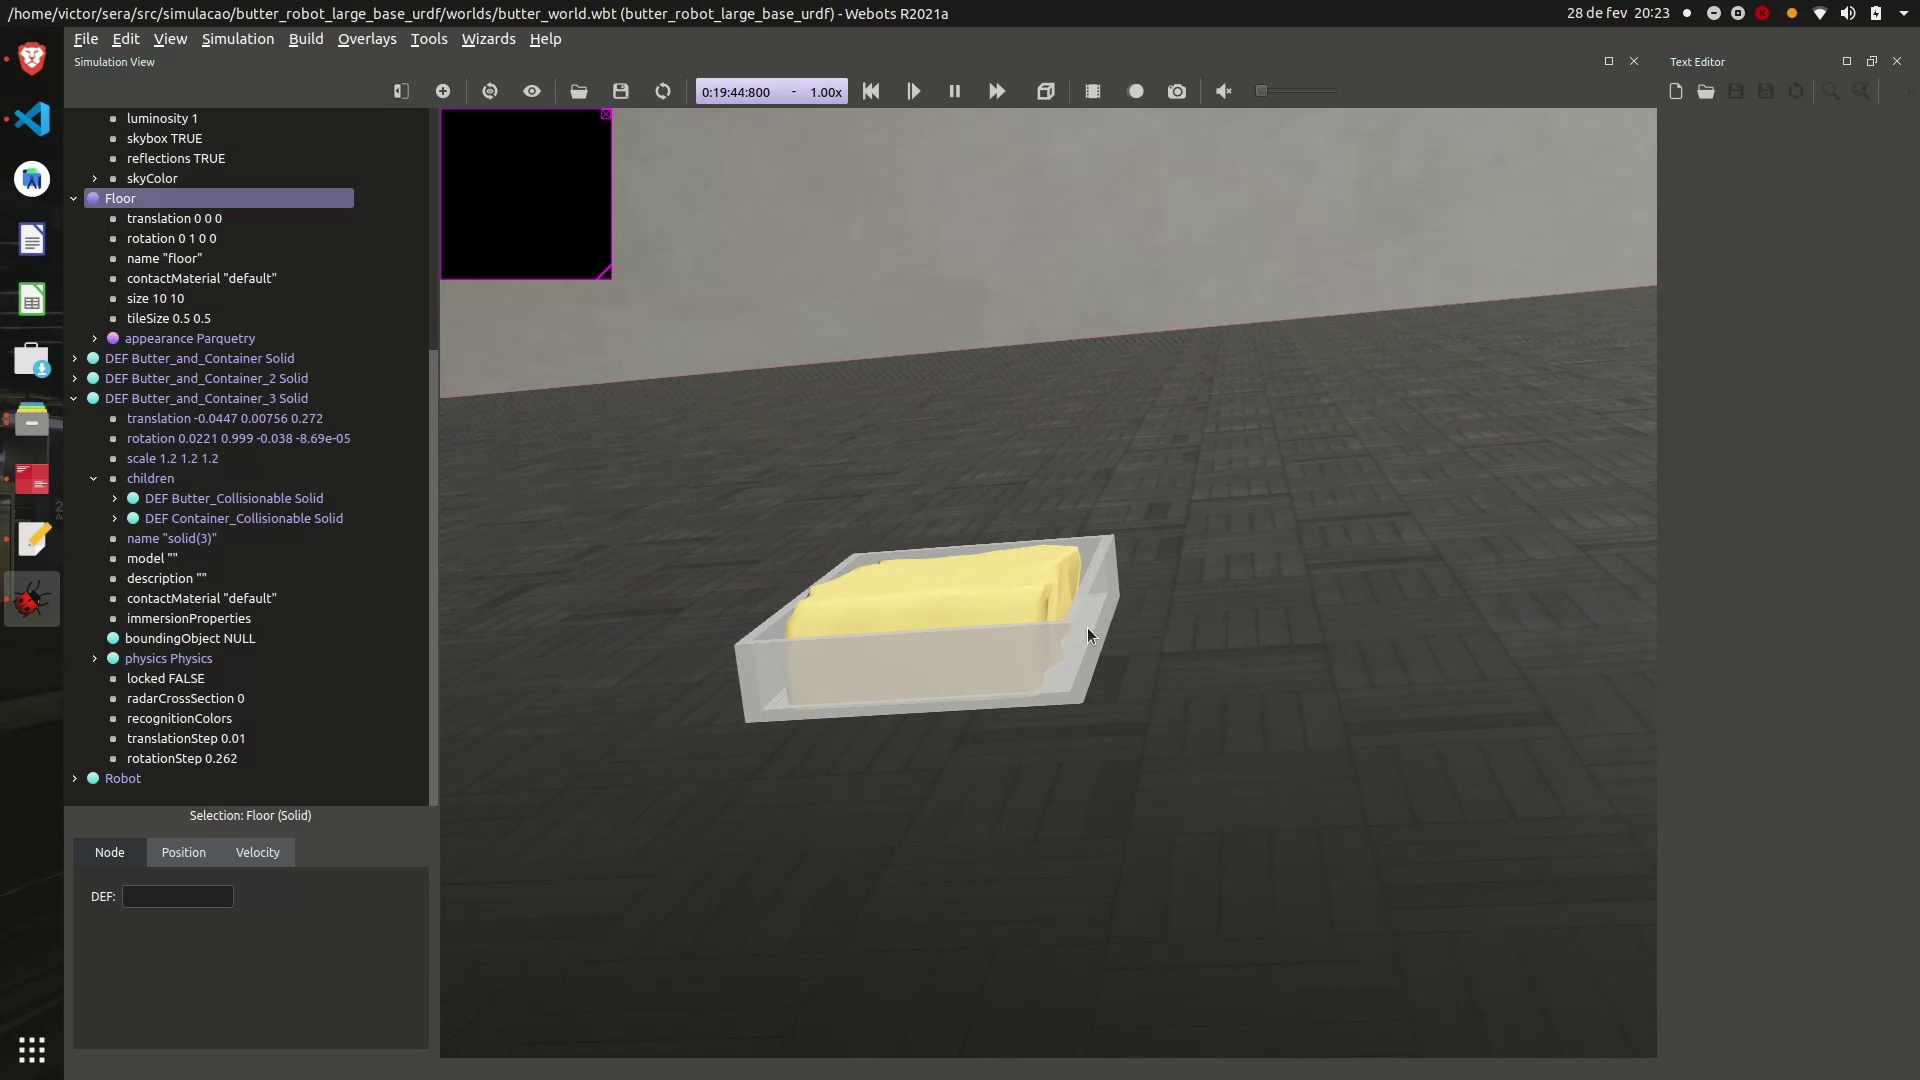 /home/victor/sera/src/simulacao/butter_robot_large_base_urdf/worlds/butter_world.wbt (butter_robot_large_base_urdf) - Webots R2021a
28 de fev 20:23
File Edit View Simulation Build Overlays Tools Wizards Help
Simulation View
Text Editor
0:19:44:800 - 1.00x
luminosity 1
skybox TRUE
reflections TRUE
skyColor
Floor
translation 0 0 0
rotation 0 1 0 0
name "floor"
contactMaterial "default"
size 10 10
tileSize 0.5 0.5
appearance Parquetry
DEF Butter_and_Container Solid
DEF Butter_and_Container_2 Solid
DEF Butter_and_Container_3 Solid
translation -0.0447 0.00756 0.272
rotation 0.0221 0.999 -0.038 -8.69e-05
scale 1.2 1.2 1.2
children
DEF Butter_Collisionable Solid
DEF Container_Collisionable Solid
name "solid(3)"
model ""
description ""
contactMaterial "default"
immersionProperties
boundingObject NULL
physics Physics
locked FALSE
radarCrossSection 0
recognitionColors
translationStep 0.01
rotationStep 0.262
Robot
Selection: Floor (Solid)
Node Position Velocity
DEF: